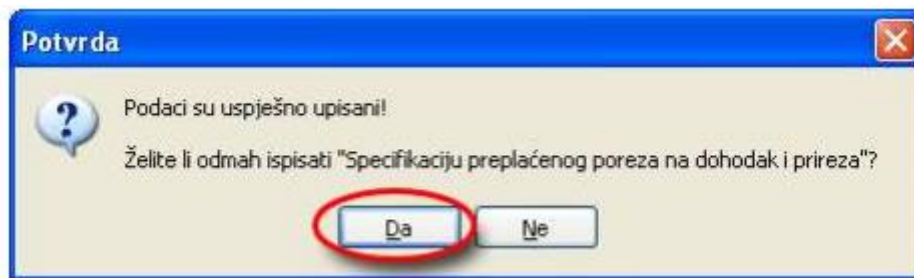 Potvrda
Podaci su uspješno upisani!
Želite li odmah ispisati "Specifikaciju preplaćenog poreza na dohodak i prireza"?
Da
Ne